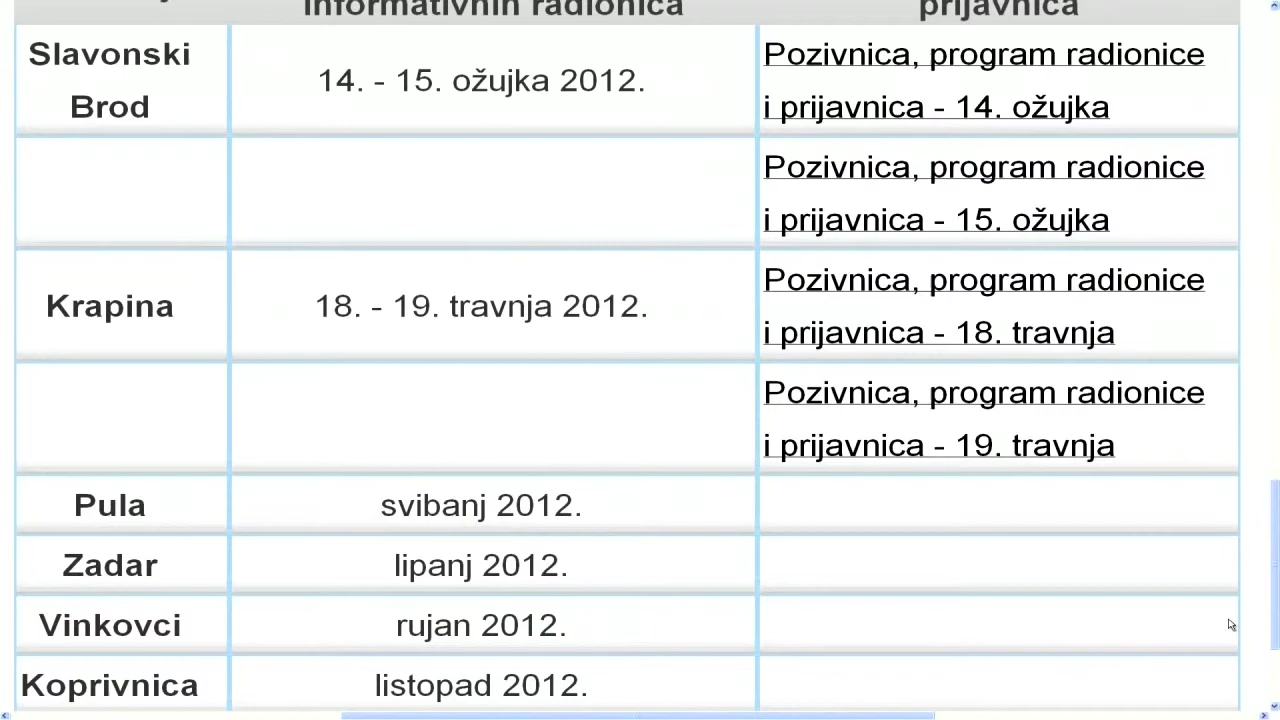 informativnih radionica
prijavnica
Slavonski
Brod
14. - 15. ožujka 2012.
Pozivnica, program radionice
i prijavnica - 14. ožujka
Pozivnica, program radionice
i prijavnica - 15. ožujka
Krapina
18. - 19. travnja 2012.
Pozivnica, program radionice
i prijavnica - 18. travnja
Pozivnica, program radionice
i prijavnica - 19. travnja
Pula
svibanj 2012.
Zadar
lipanj 2012.
Vinkovci
rujan 2012.
Koprivnica
listopad 2012.